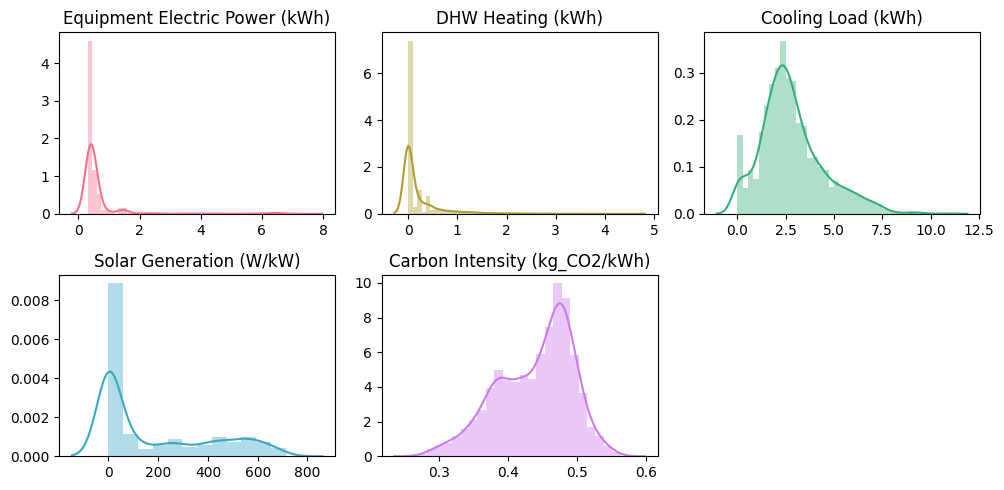 Equipment Electric Power (kWh)
4
3
2
1
0
0 2 4 6 8
DHW Heating (kWh)
6
4
2
0
0 1 2 3 4 5
Cooling Load (kWh)
0.3
0.2
0.1
0.0
0.0 2.5 5.0 7.5 10.0 12.5
Solar Generation (W/kW)
0.008
0.006
0.004
0.002
0.000
0 200 400 600 800
Carbon Intensity (kg_CO2/kWh)
10
8
6
4
2
0
0.3 0.4 0.5 0.6